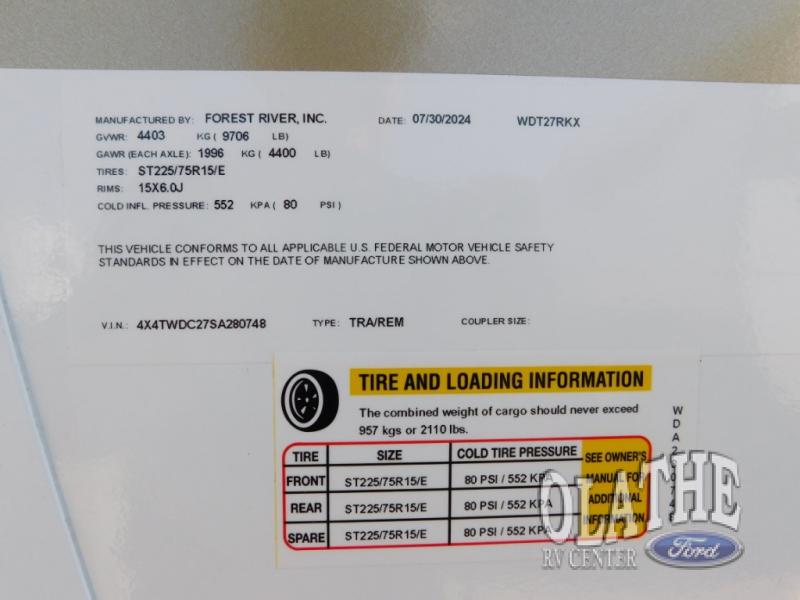 MANUFACTURED BY: FOREST RIVER, INC. DATE: 07/30/2024 WDT27RKX
GVWR: 4403 KG ( 9706 LB)
GAWR (EACH AXLE): 1996 KG ( 4400 LB)
TIRES: ST225/75R15/E
RIMS: 15X6.0J
COLD INFL. PRESSURE: 552 KPA ( 80 PSI )
THIS VEHICLE CONFORMS TO ALL APPLICABLE U.S. FEDERAL MOTOR VEHICLE SAFETY
STANDARDS IN EFFECT ON THE DATE OF MANUFACTURE SHOWN ABOVE.
V.I.N.: 4X4TWDC27SA280748 TYPE: TRA/REM COUPLER SIZE:
TIRE AND LOADING INFORMATION
The combined weight of cargo should never exceed
957 kgs or 2110 lbs.
TIRE SIZE COLD TIRE PRESSURE
FRONT ST225/75R15/E 80 PSI / 552 KPA
REAR ST225/75R15/E 80 PSI / 552 KPA
SPARE ST225/75R15/E 80 PSI / 552 KPA
SEE OWNER'S
MANUAL FOR
ADDITIONAL
INFORMATION
OLATHE
RV CENTER
Ford